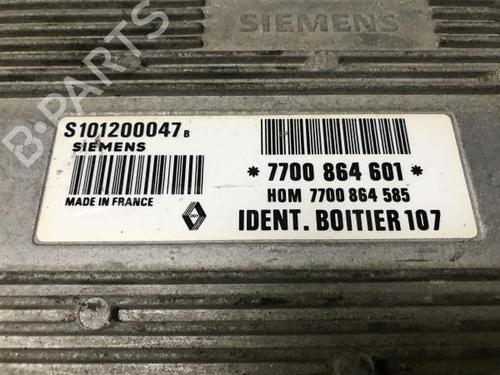 SIEMENS
S101200047 B
SIEMENS
MADE IN FRANCE
* 7700 864 601 *
HOM 7700 864 585
IDENT. BOITIER 107
B-PARTS